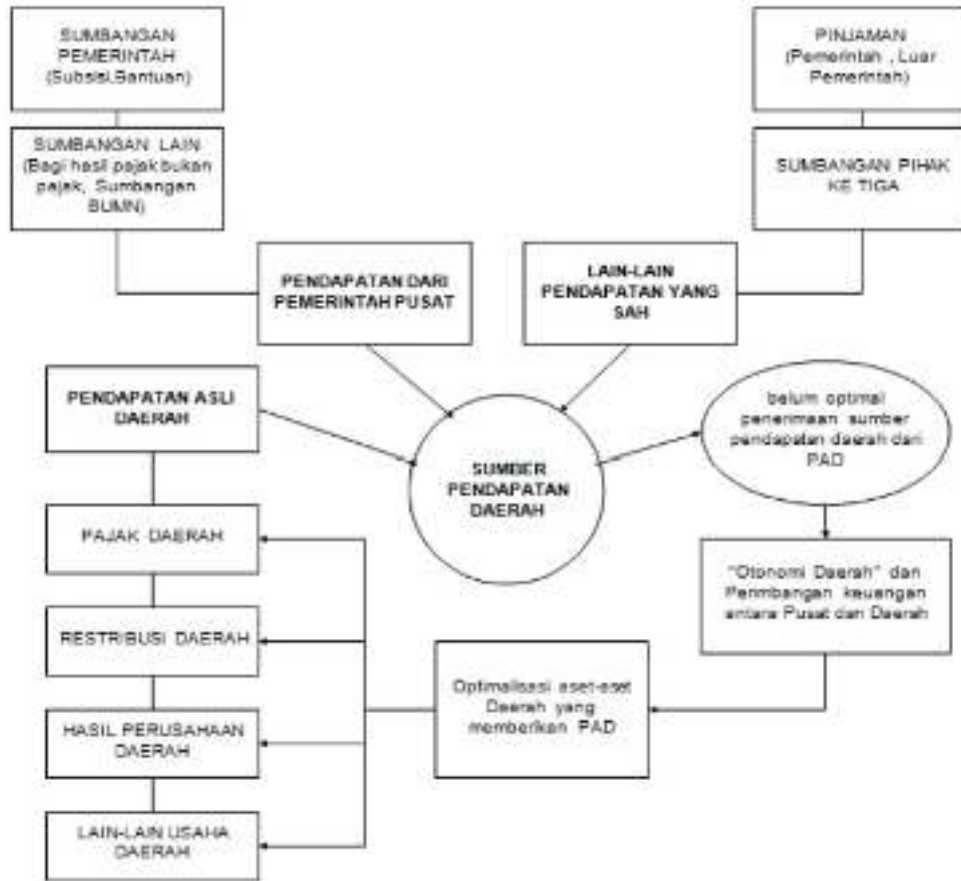 SUMBANGAN
PEMERINTAH
(Subsisi,Bantuan)
SUMBANGAN LAIN
(Bagi hasil pajak bukan
pajak, Sumbangan
BUMN)
PINJAMAN
(Pemerintah , Luar
Pemerintah)
SUMBANGAN PIHAK
KE TIGA
PENDAPATAN DARI
PEMERINTAH PUSAT
LAIN-LAIN
PENDAPATAN YANG
SAH
PENDAPATAN ASLI
DAERAH
SUMBER
PENDAPATAN
DAERAH
belum optimal
penerimaan sumber
pendapatan daerah dari
PAD
PAJAK DAERAH
"Otonomi Daerah" dan
Perimbangan keuangan
antara Pusat dan Daerah
RESTRIBUSI DAERAH
Optimalisasi aset-aset
Daerah yang
memberikan PAD
HASIL PERUSAHAAN
DAERAH
LAIN-LAIN USAHA
DAERAH